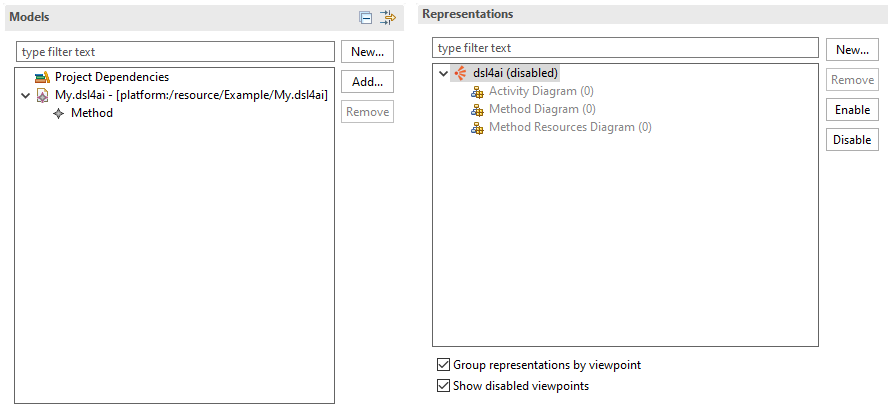 Models
type filter text
New...
Project Dependencies
Add...
My.dsl4ai - [platform:/resource/Example/My.dsl4ai]
Method
Remove
Representations
type filter text
New...
dsl4ai (disabled)
Remove
Activity Diagram (0)
Method Diagram (0)
Enable
Method Resources Diagram (0)
Disable
Group representations by viewpoint
Show disabled viewpoints